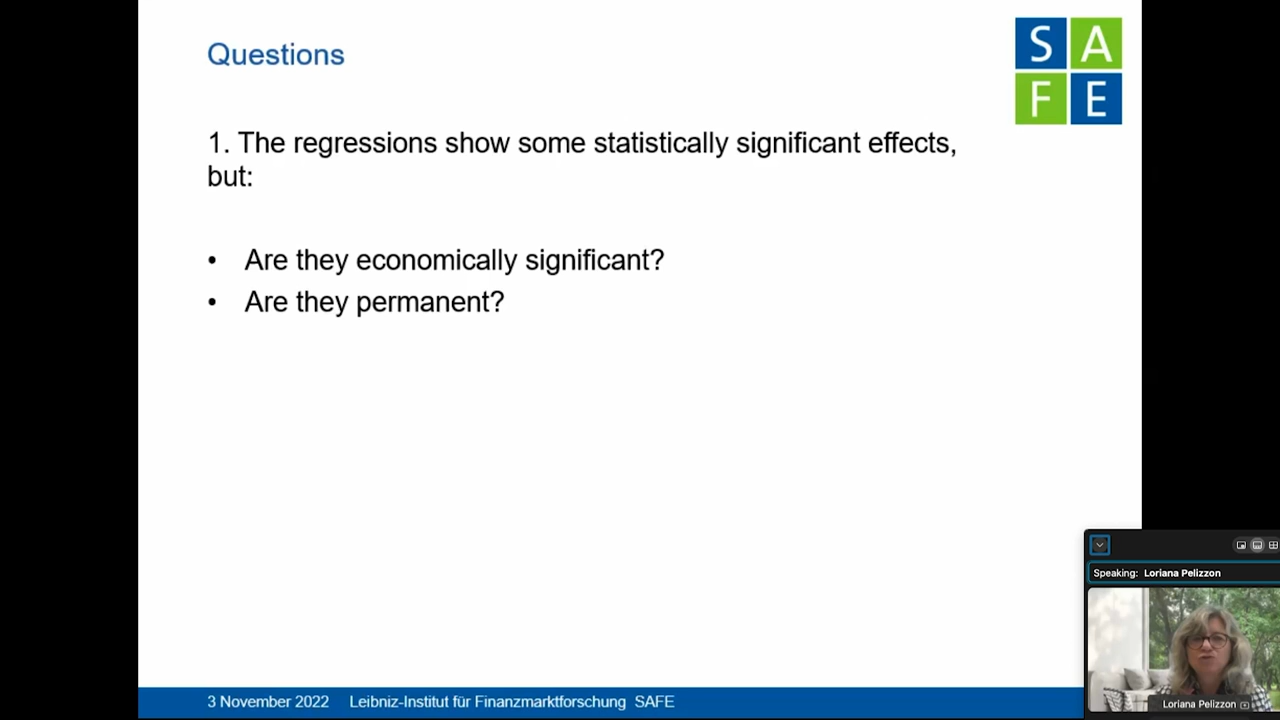 Questions
S A
F E
1. The regressions show some statistically significant effects,
but:
• Are they economically significant?
• Are they permanent?
Speaking: Loriana Pelizzon
Loriana Pelizzon
3 November 2022 Leibniz-Institut für Finanzmarktforschung SAFE